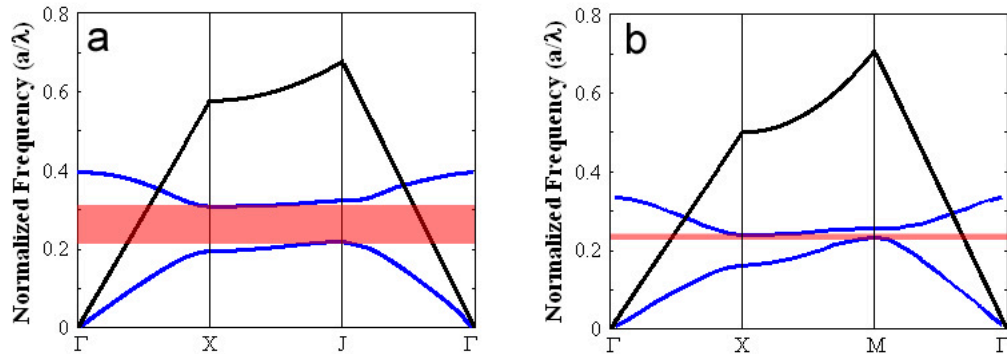 a
Normalized Frequency (a/λ)
0.8
0.6
0.4
0.2
0
Γ X J Γ
b
Normalized Frequency (a/λ)
0.8
0.6
0.4
0.2
0
Γ X M Γ